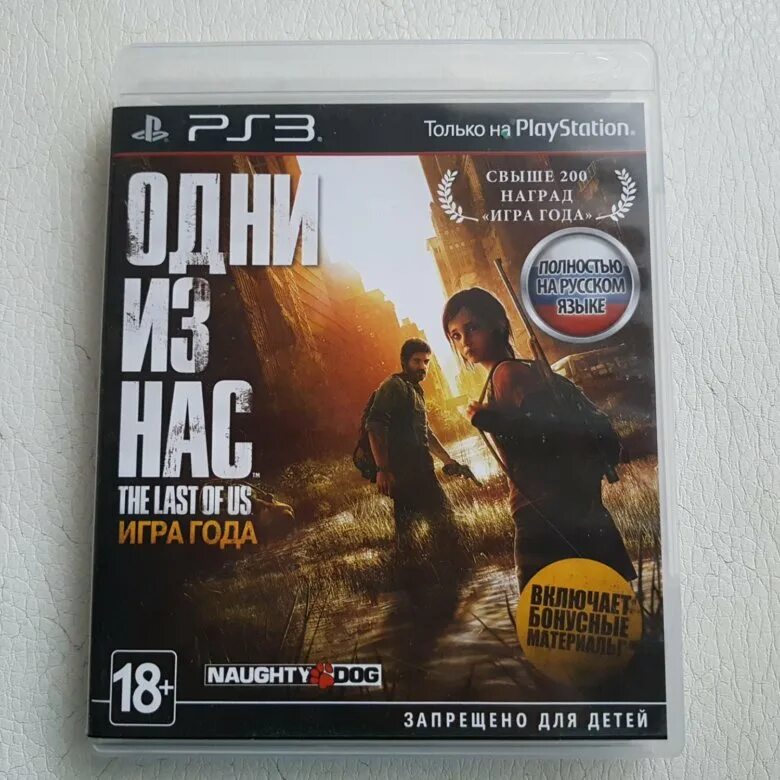 PS3
Только на PlayStation
СВЫШЕ 200
НАГРАД
«ИГРА ГОДА»
ПОЛНОСТЬЮ
НА РУССКОМ
ЯЗЫКЕ
ОДНИ
ИЗ
НАС™
THE LAST OF US
ИГРА ГОДА
ВКЛЮЧАЕТ
БОНУСНЫЕ
МАТЕРИАЛЫ
18+
NAUGHTY DOG
ЗАПРЕЩЕНО ДЛЯ ДЕТЕЙ